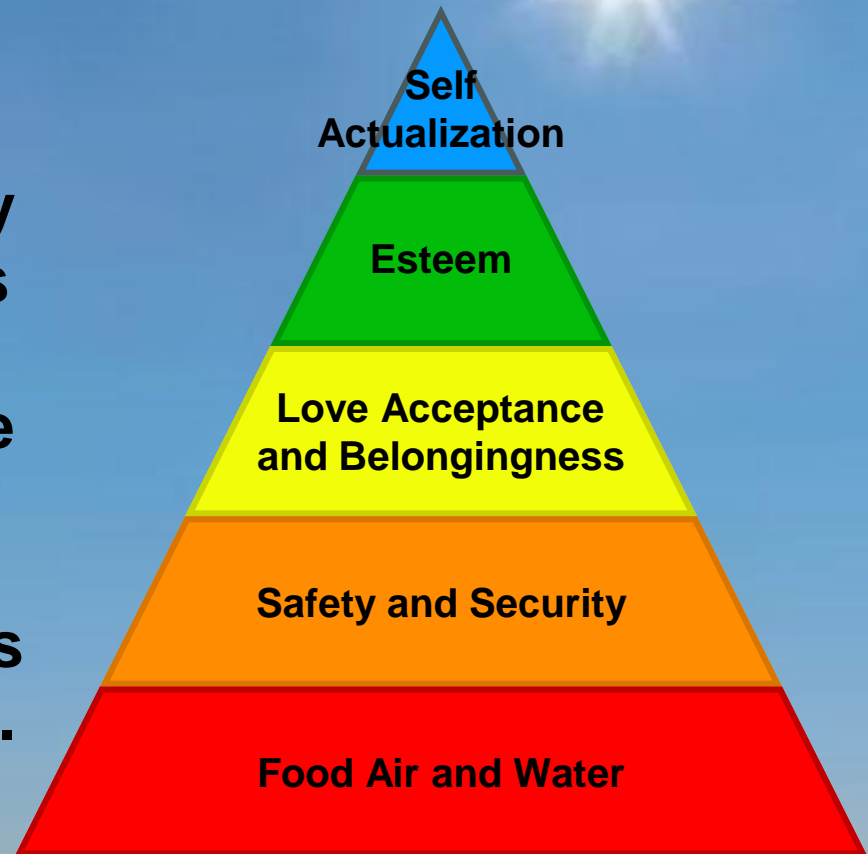 Self
Actualization
Esteem
Love Acceptance
and Belongingness
Safety and Security
Food Air and Water